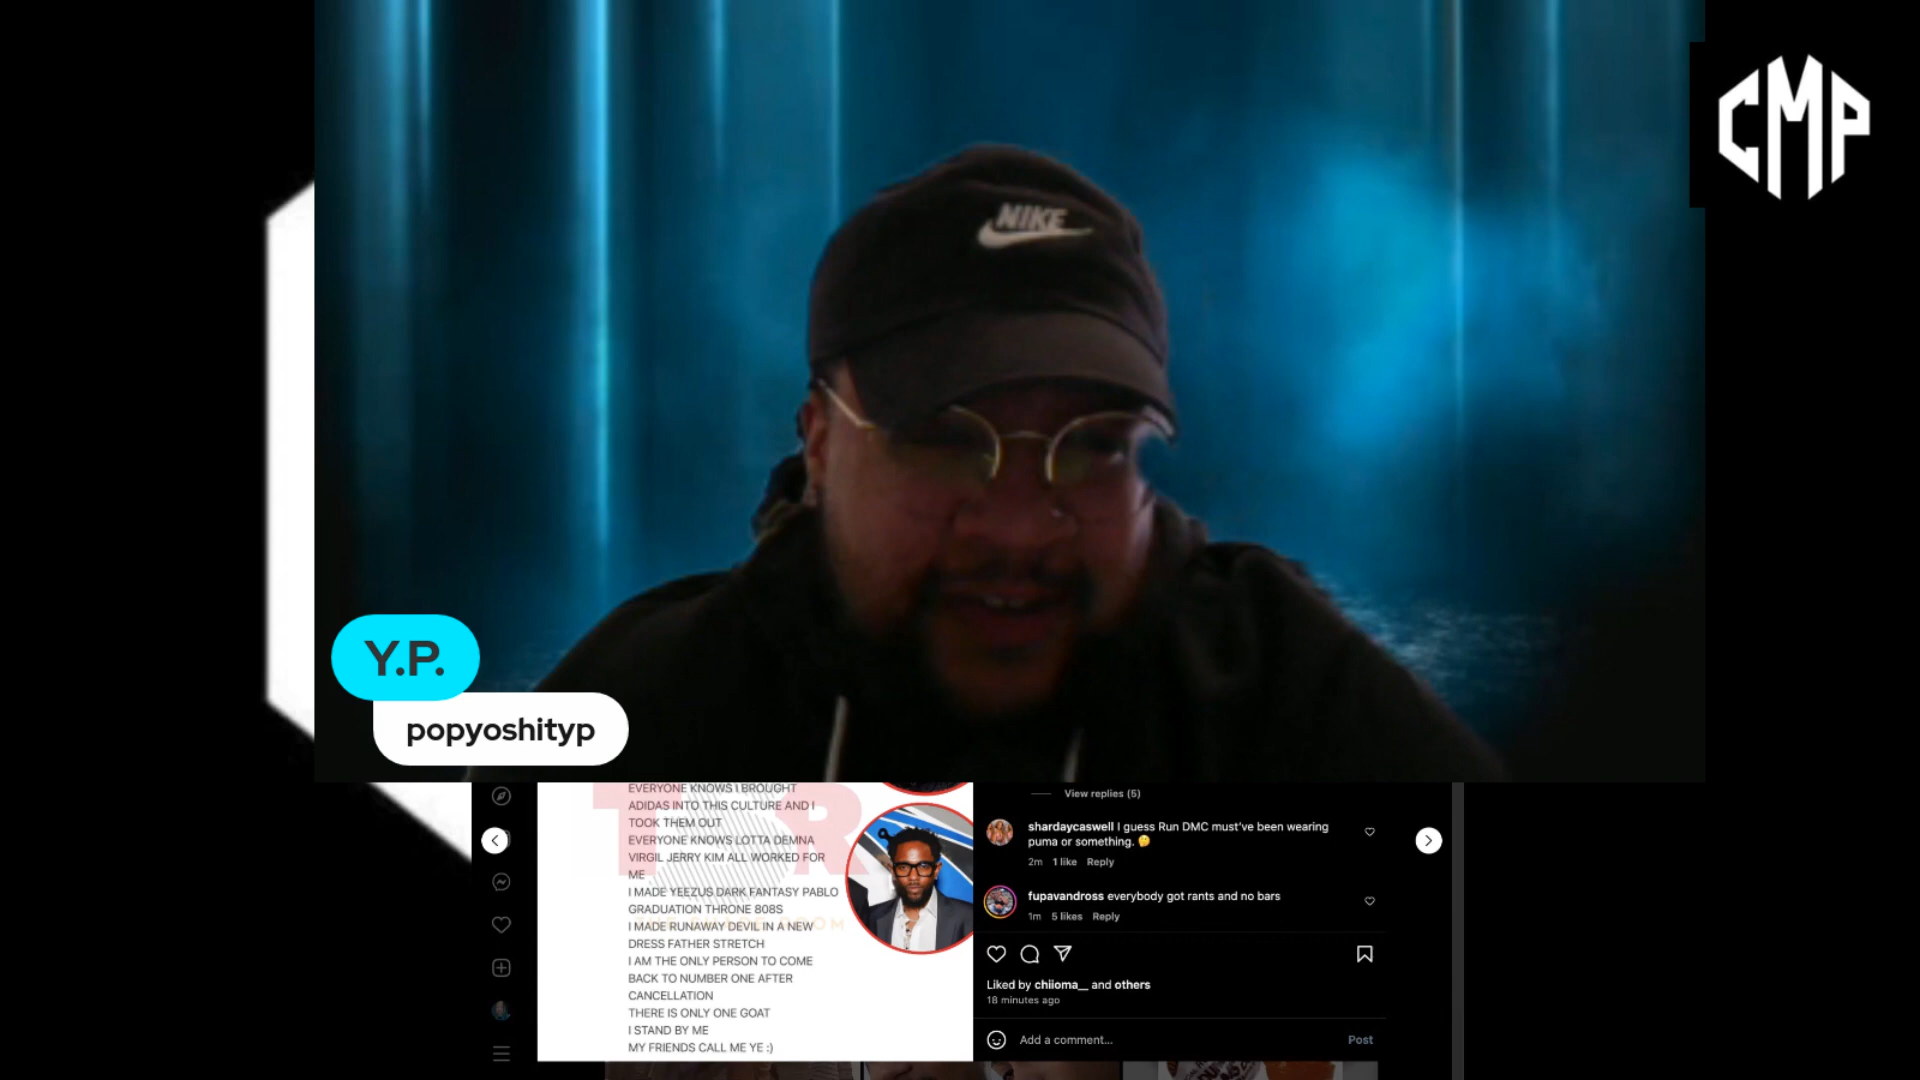 CMP
NIKE
Y.P.
popyoshityp
EVERYONE KNOWS I BROUGHT
ADIDAS INTO THIS CULTURE AND I
TOOK THEM OUT
EVERYONE KNOWS LOTTA DEMNA
VIRGIL JERRY KIM ALL WORKED FOR
ME
I MADE YEEZUS DARK FANTASY PABLO
GRADUATION THRONE 808S
I MADE RUNAWAY DEVIL IN A NEW
DRESS FATHER STRETCH
I AM THE ONLY PERSON TO COME
BACK TO NUMBER ONE AFTER
CANCELLATION
THERE IS ONLY ONE GOAT
I STAND BY ME
MY FRIENDS CALL ME YE :)
View replies (5)
shardaycaswell I guess Run DMC must've been wearing
puma or something. 🤔
2m 1 like Reply
fupavandross everybody got rants and no bars
1m 5 likes Reply
Liked by chiioma__ and others
18 minutes ago
Add a comment...
Post